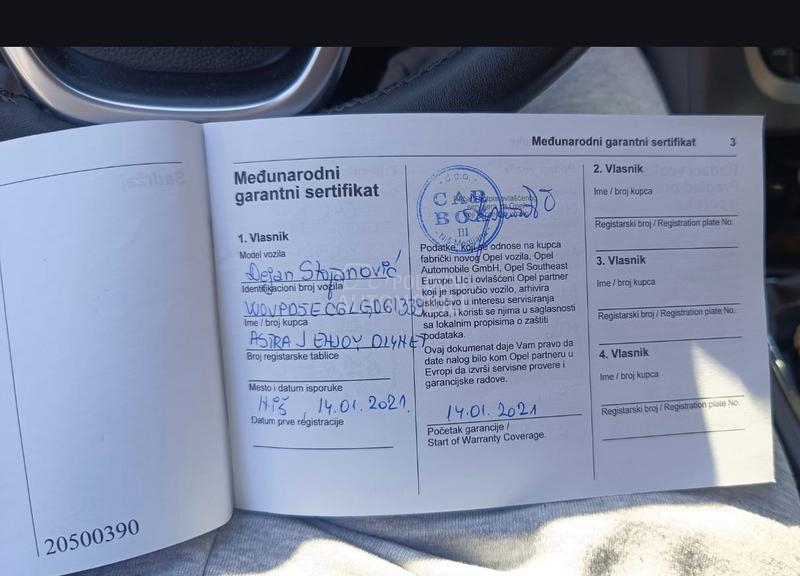 Međunarodni garantni sertifikat 3
Međunarodni
garantni sertifikat
1. Vlasnik
Model vozila
Dejan Stojanović
Identifikacioni broj vozila
Ime / broj kupca
ASTRA J ENJOY
Broj registarske tablice
Mesto i datum isporuke
Niš, 14.01.2021.
Datum prve registracije
20500390
D.O.O.
CAR
BOX
III
Podatke, koji se odnose na kupca
fabrički novog Opel vozila, Opel
Automobile GmbH, Opel Southeast
Europe Llc i ovlašćeni Opel partner
koji je isporučio vozilo, arhivira
isključivo u interesu servisiranja
kupca, i koristi se njima u saglasnosti
sa lokalnim propisima o zaštiti
podataka.
Ovaj dokument daje Vam pravo da
date nalog bilo kom Opel partneru u
Evropi da izvrši servisne provere i
garancijske radove.
14.01.2021
Početak garancije /
Start of Warranty Coverage.
2. Vlasnik
Ime / broj kupca
Registarski broj / Registration plate No.
3. Vlasnik
Ime / broj kupca
Registarski broj / Registration plate No.
4. Vlasnik
Ime / broj kupca
Registarski broj / Registration plate No.